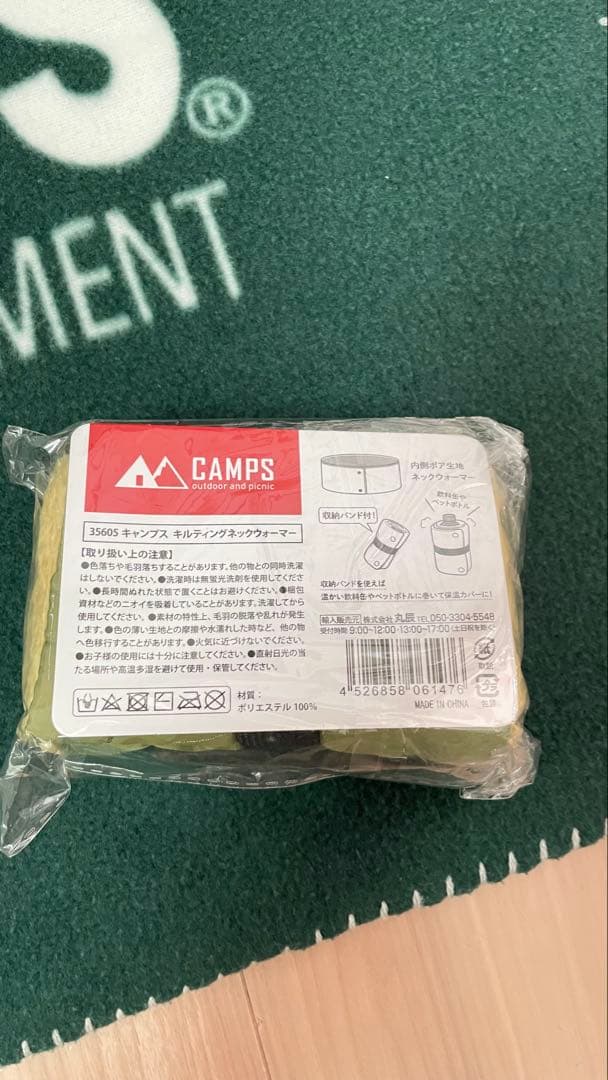 S®
MENT
CAMPS
outdoor and picnic
35605 キャンプス キルティングネックウォーマー
【取り扱い上の注意】
●色落ちや毛羽落ちすることがあります。他の物との同時洗濯
はしないでください。●洗濯時は無蛍光洗剤を使用してくださ
い。●長時間ぬれた状態で置くことはお避けください。●梱包
資材などのニオイを吸着していることがあります。洗濯してから
使用してください。●素材の特性上、毛羽の脱落や乱れが発生
します。●色の薄い生地との摩擦や水濡れした時など、他の物
へ色移行することがあります。●火気に近づけないでください。
●お子様の使用には十分に注意してください。●直射日光の当
たる場所や高温多湿を避けて使用・保管してください。
材質：
ポリエステル100%
内側ボア生地
ネックウォーマー
収納バンド付！
飲料缶や
ペットボトル
収納バンドを使えば
温かい飲料缶やペットボトルに巻いて保温カバーに！
輸入販売元 株式会社 丸辰 TEL 050-3304-5548
受付時間 9:00~12:00・13:00~17:00 (土日祝を除く)
4 526858 061476
MADE IN CHINA
紙
台紙
プラ